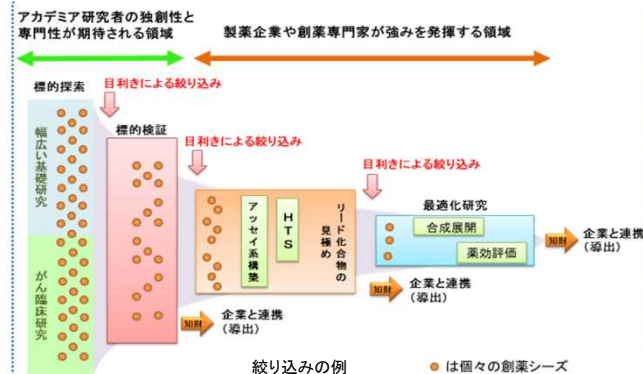 アカデミア研究者の独創性と
専門性が期待される領域
製薬企業や創薬専門家が強みを発揮する領域
標的探索
目利きによる絞り込み
幅広い基礎研究
がん臨床研究
標的検証
目利きによる絞り込み
アッセイ系構築
HTS
リード化合物の
見極め
目利きによる絞り込み
最適化研究
合成展開
薬効評価
知財
企業と連携
(導出)
知財
企業と連携
(導出)
知財
企業と連携
(導出)
絞り込みの例
は個々の創薬シーズ